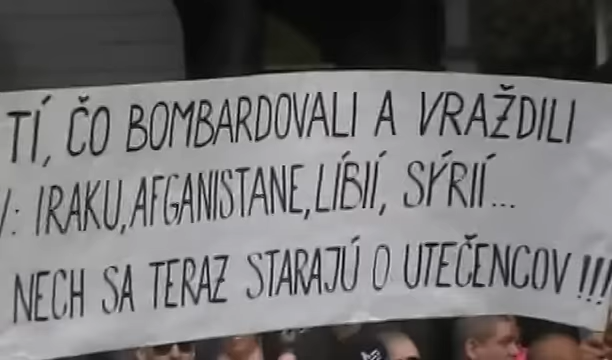 TÍ, ČO BOMBARDOVALI A VRAŽDILI
V: IRAKU, AFGANISTANE, LÍBIÍ, SÝRIÍ...
NECH SA TERAZ STARAJÚ O UTEČENCOV !!!